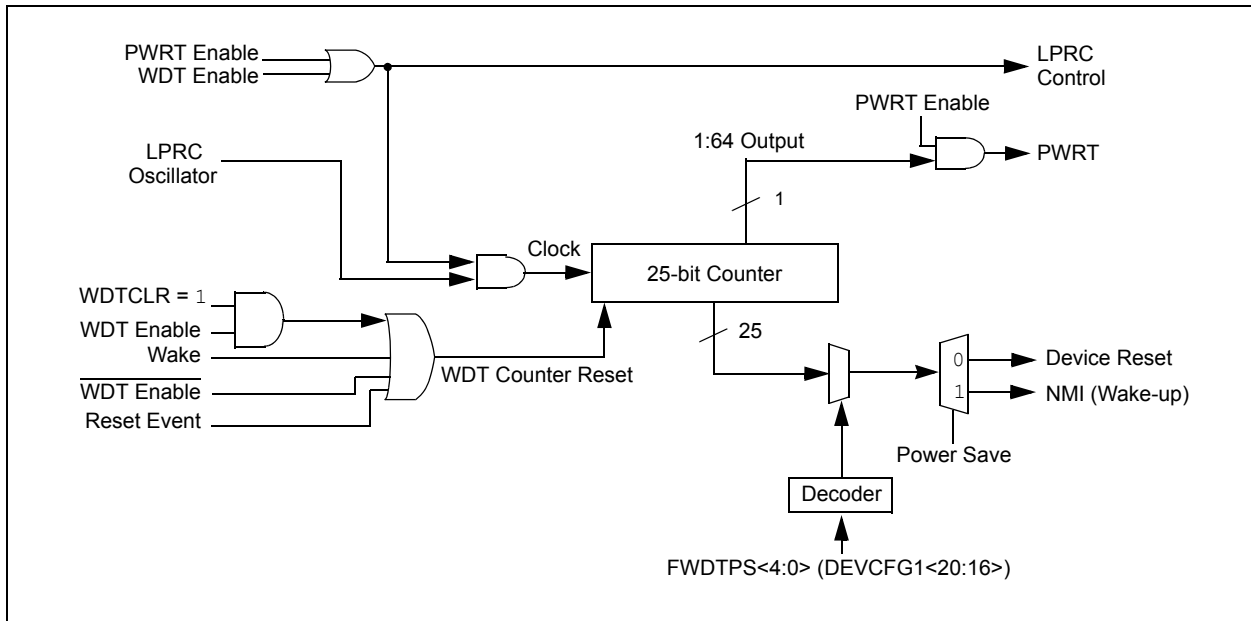 PWRT Enable
WDT Enable
LPRC
Control
PWRT Enable
LPRC
Oscillator
1:64 Output
PWRT
1
Clock
25-bit Counter
WDTCLR = 1
WDT Enable
25
Wake
WDT Counter Reset
0
Device Reset
WDT Enable
1
NMI (Wake-up)
Reset Event
Power Save
Decoder
FWDTPS<4:0> (DEVCFG1<20:16>)